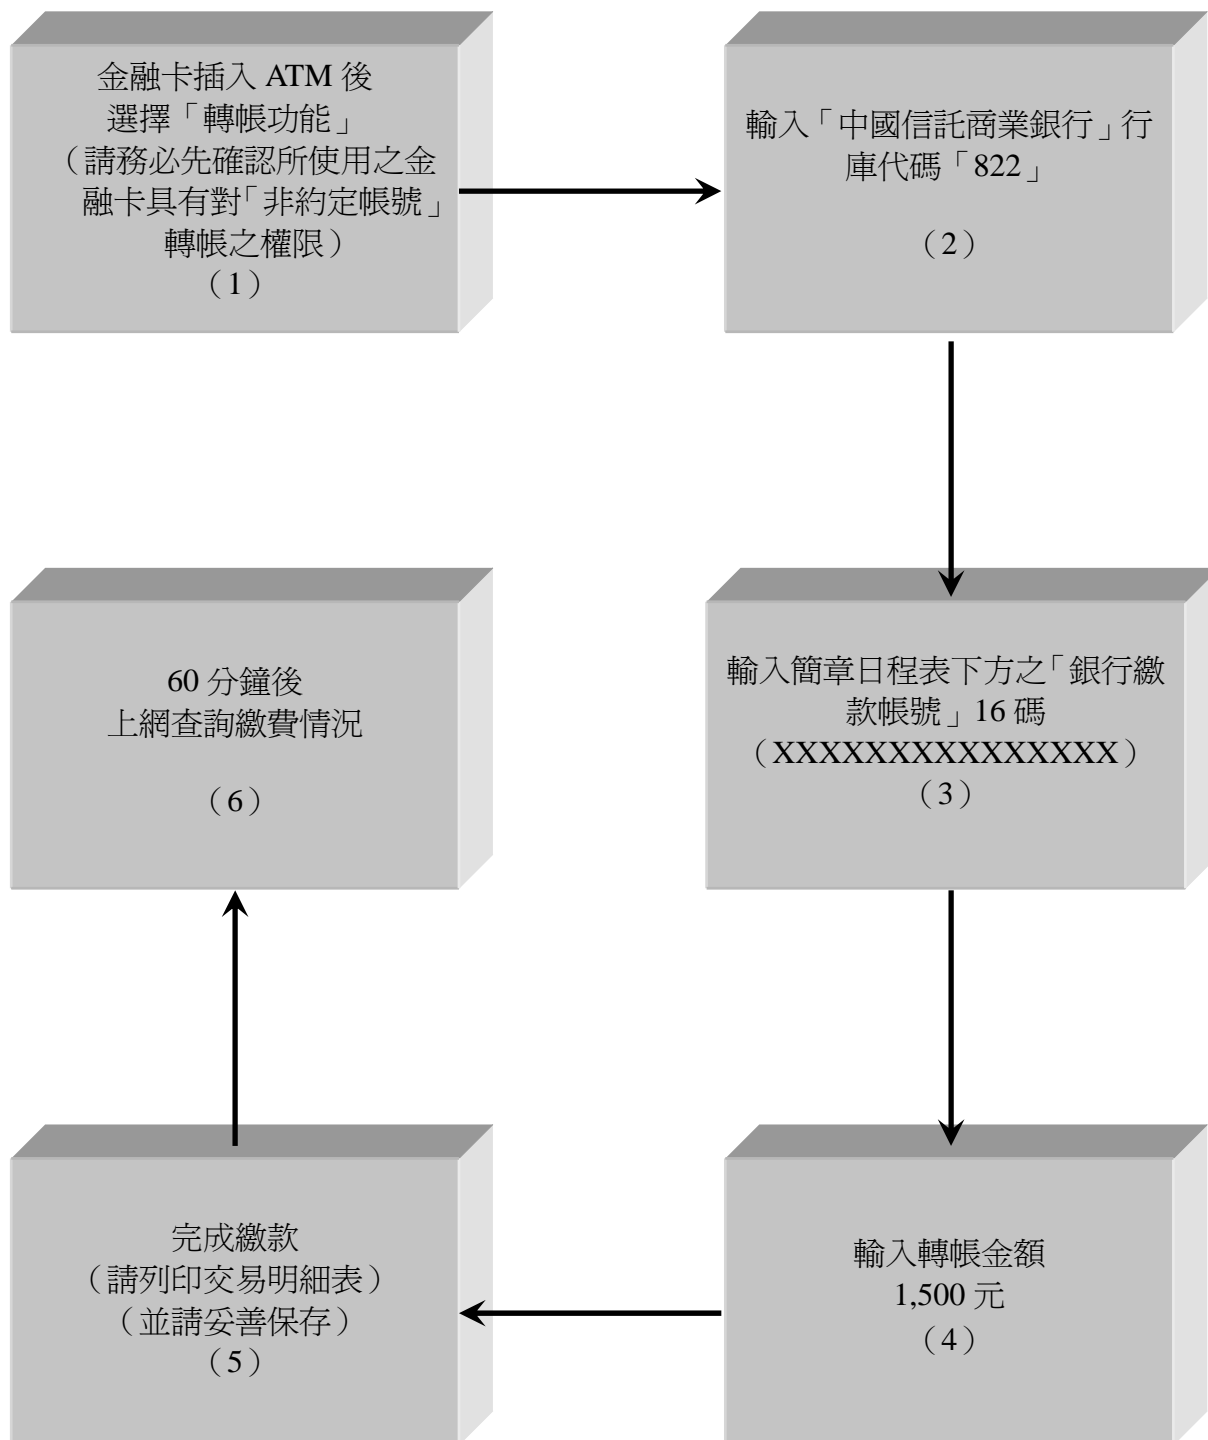 金融卡插入 ATM 後
選擇「轉帳功能」
（請務必先確認所使用之金
融卡具有對「非約定帳號」
轉帳之權限）
（1）
輸入「中國信託商業銀行」行
庫代碼「822」
（2）
輸入簡章日程表下方之「銀行繳
款帳號」16 碼
（XXXXXXXXXXXXXXX）
（3）
輸入轉帳金額
1,500 元
（4）
完成繳款
（請列印交易明細表）
（並請妥善保存）
（5）
60 分鐘後
上網查詢繳費情況
（6）